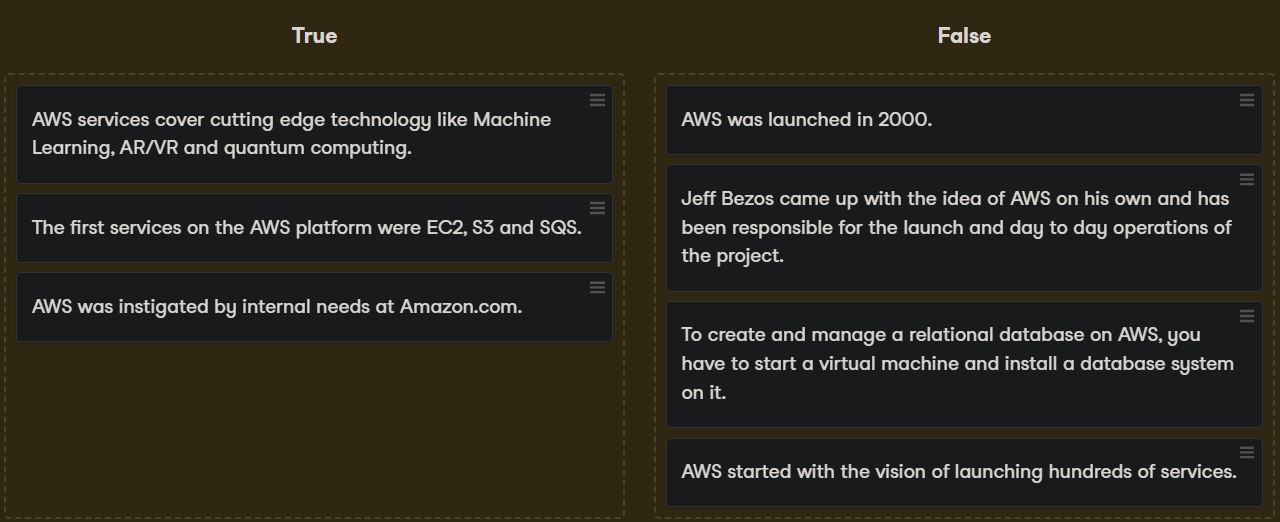 True
AWS services cover cutting edge technology like Machine
Learning, AR/VR and quantum computing.
The first services on the AWS platform were EC2, S3 and SQS.
AWS was instigated by internal needs at Amazon.com.
False
AWS was launched in 2000.
Jeff Bezos came up with the idea of AWS on his own and has
been responsible for the launch and day to day operations of
the project.
To create and manage a relational database on AWS, you
have to start a virtual machine and install a database system
on it.
AWS started with the vision of launching hundreds of services.